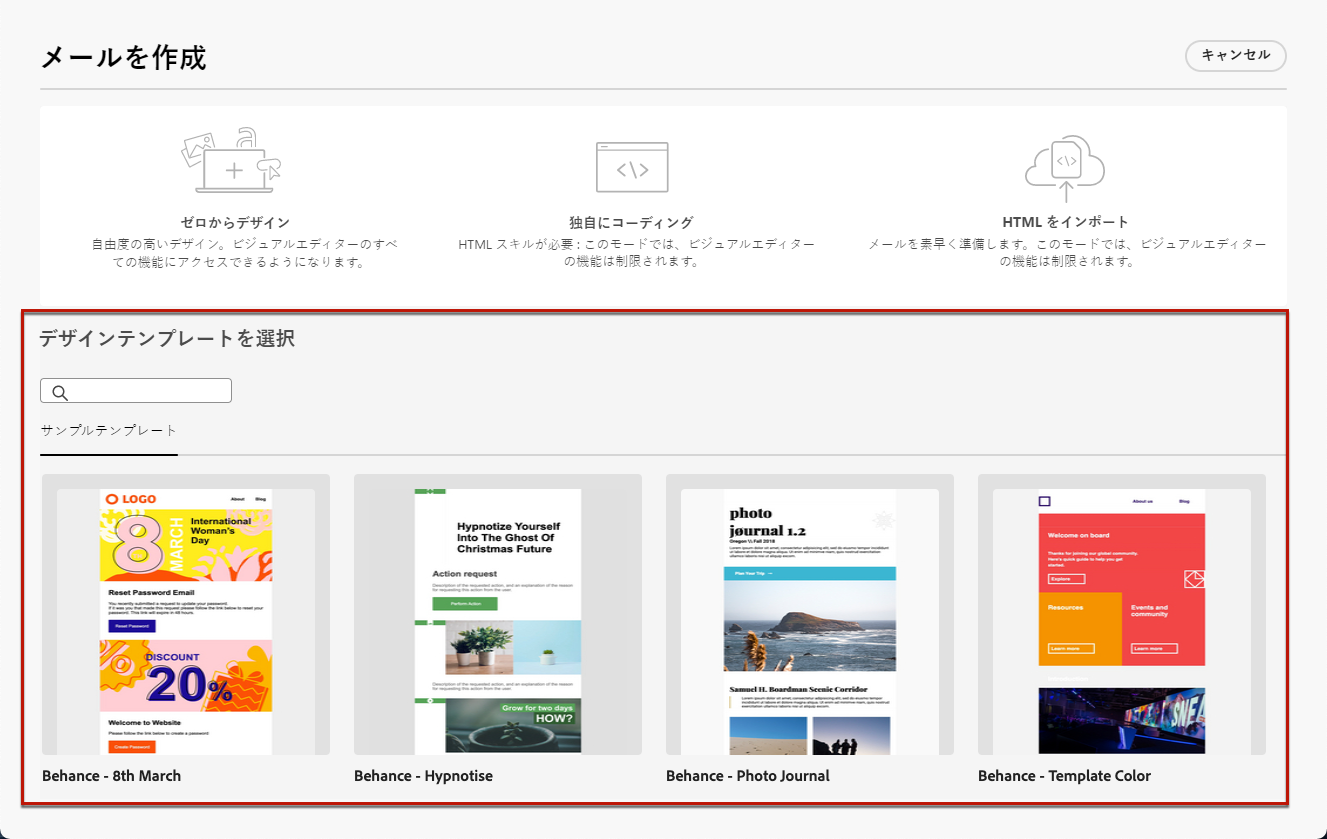 メールを作成
キャンセル
ゼロからデザイン
自由度の高いデザイン。ビジュアルエディターのすべ
ての機能にアクセスできるようになります。
独自にコーディング
HTML スキルが必要 : このモードでは、ビジュアルエディター
の機能は制限されます。
HTML をインポート
メールを素早く準備します。このモードでは、ビジュアルエディター
の機能は制限されます。
デザインテンプレートを選択
サンプルテンプレート
LOGO
About
Blog
8
MARCH
International
Woman's
Day
Reset Password Email
You recently submitted a request to update your password.
If it was you that made this request please follow the link below to reset your
password. This link will expire in 48 hours.
Reset Password
DISCOUNT
20%
Welcome to Website
Please follow the link below to create a password
Create Password
Behance - 8th March
Hypnotize Yourself
Into The Ghost Of
Christmas Future
Action request
Description of the requested action, and an explanation of the reason
for requesting this action from the user.
Perform Action
Description of the requested action, and an explanation of the reason
for requesting this action from the user.
Grow for two days
HOW?
Behance - Hypnotise
photo
journal 1.2
Oregon \\ Fall 2018
Plan Your Trip
Samuel H. Boardman Scenic Corridor
Behance - Photo Journal
About us
Blog
Welcome on board
Thanks for joining our global community.
Here's a quick guide to help you get
started.
Explore
Resources
Learn more
Events and
community
Learn more
Behance - Template Color